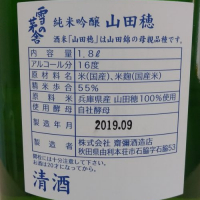 雪の茅舎
純米吟醸 山田穂
酒米「山田穂」は山田錦の母親品種です。
内容量 1.8ℓ
アルコール分 16度
原材料名 米(国産)、米麹(国産米)
精米歩合 55%
原料米 兵庫県産 山田穂100%使用
使用酵母 自社酵母
製造年月 2019.09
製造者 株式会社 齋彌酒造店
秋田県由利本荘市石脇字石脇53
清酒